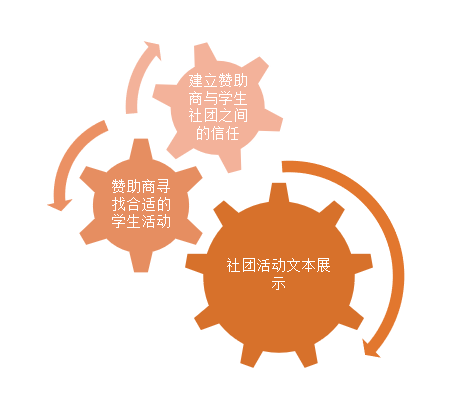 建立赞助
商与学生
社团之间
的信任
赞助商寻
找合适的
学生活动
社团活动文本展
示